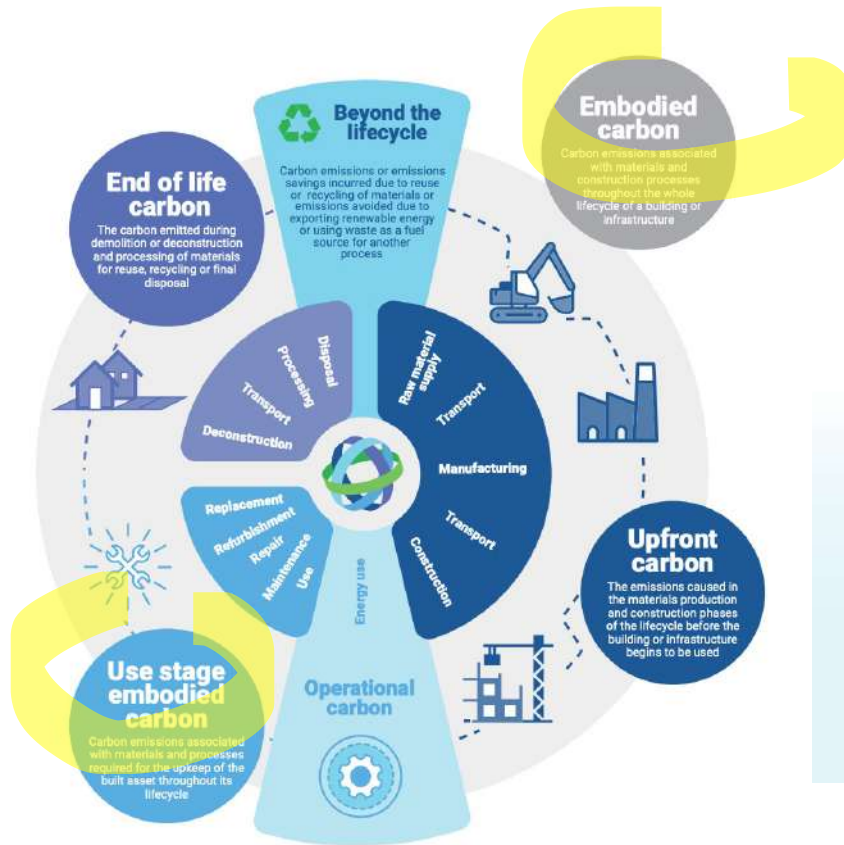 Beyond the
lifecycle
Carbon emissions or emissions
savings incurred due to reuse
or recycling of materials or
emissions avoided due to
exporting renewable energy
or using waste as a fuel
source for another
process
Embodied
carbon
Carbon emissions associated
with materials and
construction processes
throughout the whole
lifecycle of a building or
infrastructure
End of life
carbon
The carbon emitted during
demolition or deconstruction
and processing of materials
for reuse, recycling or final
disposal
Disposal
Processing
Transport
Deconstruction
Raw material
supply
Transport
Manufacturing
Transport
Construction
Replacement
Refurbishment
Repair
Maintenance
Use
Energy use
Upfront
carbon
The emissions caused in
the materials production
and construction phases
of the lifecycle before the
building or infrastructure
begins to be used
Use stage
embodied
carbon
Carbon emissions associated
with materials and processes
required for the upkeep of the
built asset throughout its
lifecycle
Operational
carbon